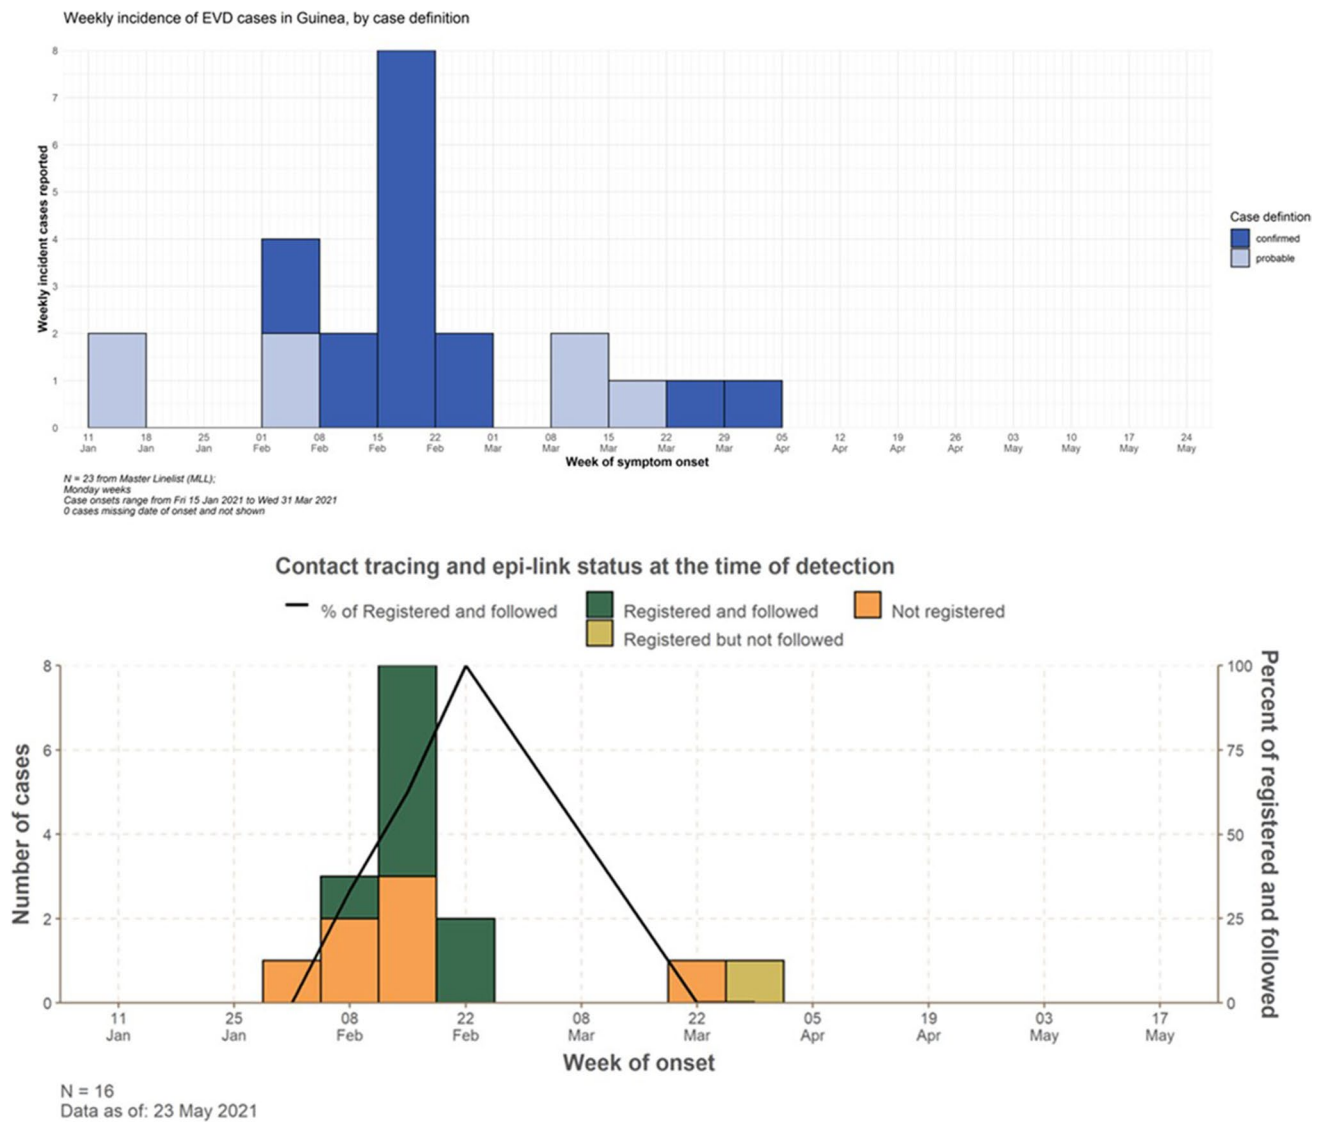 Weekly incidence of EVD cases in Guinea, by case definition
Weekly incident cases reported
8
7
6
5
4
3
2
1
0
11 18 25 01 08 15 22 01 08 15 22 29 05 12 19 26 03 10 17 24
Jan Jan Jan Feb Feb Feb Feb Mar Mar Mar Mar Mar Apr Apr Apr Apr May May May May
Week of symptom onset
Case defintion
confirmed
probable
N = 23 from Master Linelist (MLL);
Monday weeks
Case onsets range from Fri 15 Jan 2021 to Wed 31 Mar 2021
0 cases missing date of onset and not shown
Contact tracing and epi-link status at the time of detection
% of Registered and followed
Registered and followed
Not registered
Registered but not followed
Number of cases
8
6
4
2
0
Percent of registered and followed
100
75
50
25
0
11 25 08 22 08 22 05 19 03 17
Jan Jan Feb Feb Mar Mar Apr Apr May May
Week of onset
N = 16
Data as of: 23 May 2021